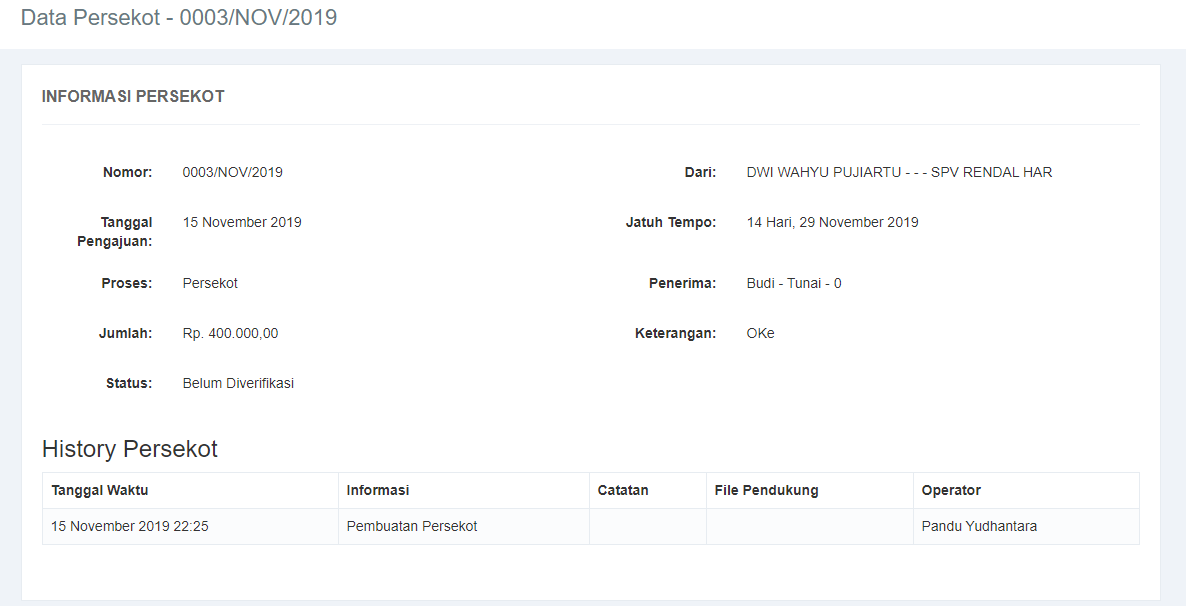 Data Persekot - 0003/NOV/2019
INFORMASI PERSEKOT
Nomor: 0003/NOV/2019 Dari: DWI WAHYU PUJIARTU - - - SPV RENDAL HAR
Tanggal Pengajuan: 15 November 2019 Jatuh Tempo: 14 Hari, 29 November 2019
Proses: Persekot Penerima: Budi - Tunai - 0
Jumlah: Rp. 400.000,00 Keterangan: OKe
Status: Belum Diverifikasi
History Persekot
Tanggal Waktu Informasi Catatan File Pendukung Operator
15 November 2019 22:25 Pembuatan Persekot Pandu Yudhantara